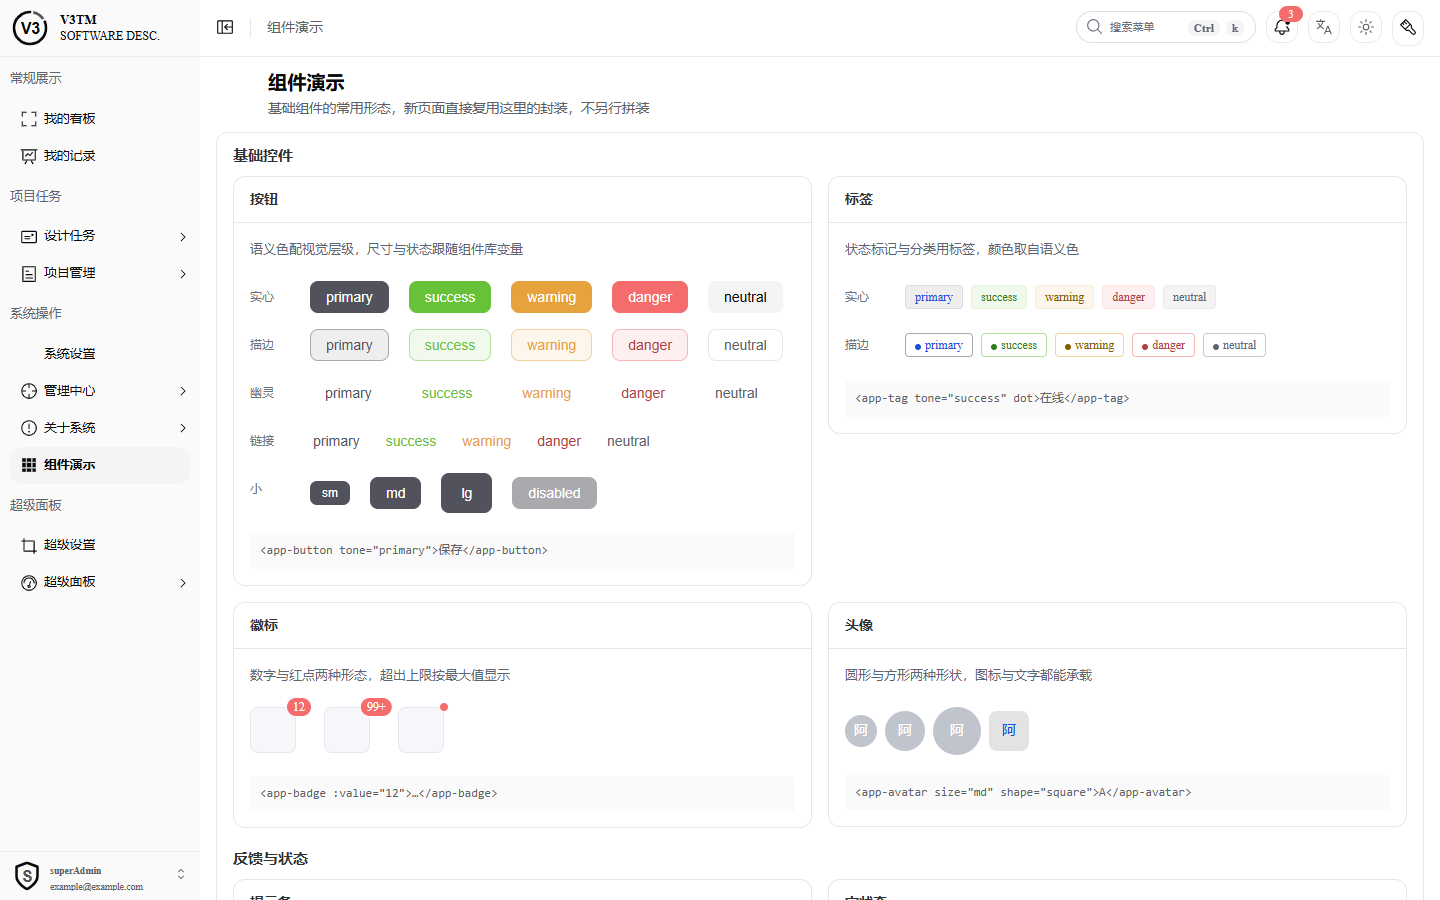 V3
V3TM
SOFTWARE DESC.
组件演示
搜索菜单
Ctrl
k
3
常规展示
我的看板
我的记录
项目任务
设计任务
项目管理
系统操作
系统设置
管理中心
关于系统
组件演示
超级面板
超级设置
超级面板
S
superAdmin
example@example.com
组件演示
基础组件的常用形态，新页面直接复用这里的封装，不另行拼装
基础控件
按钮
语义色配视觉层级，尺寸与状态跟随组件库变量
实心 primary success warning danger neutral
描边 primary success warning danger neutral
幽灵 primary success warning danger neutral
链接 primary success warning danger neutral
小 sm md lg disabled
<app-button tone="primary">保存</app-button>
标签
状态标记与分类用标签，颜色取自语义色
实心 primary success warning danger neutral
描边 primary success warning danger neutral
<app-tag tone="success" dot>在线</app-tag>
徽标
数字与红点两种形态，超出上限按最大值显示
12 99+
<app-badge :value="12">…</app-badge>
头像
圆形与方形两种形状，图标与文字都能承载
阿 阿 阿 阿
<app-avatar size="md" shape="square">A</app-avatar>
反馈与状态